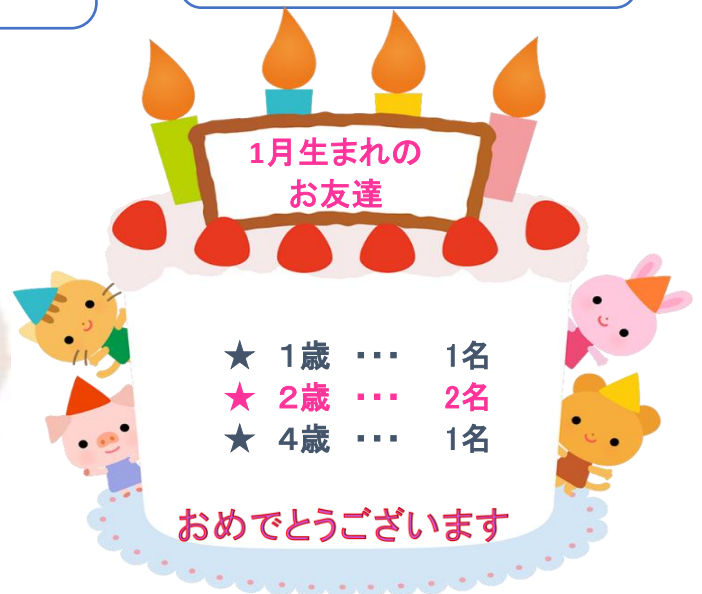 1月生まれの
お友達
★ 1歳 ・・・ 1名
★ 2歳 ・・・ 2名
★ 4歳 ・・・ 1名
おめでとうございます